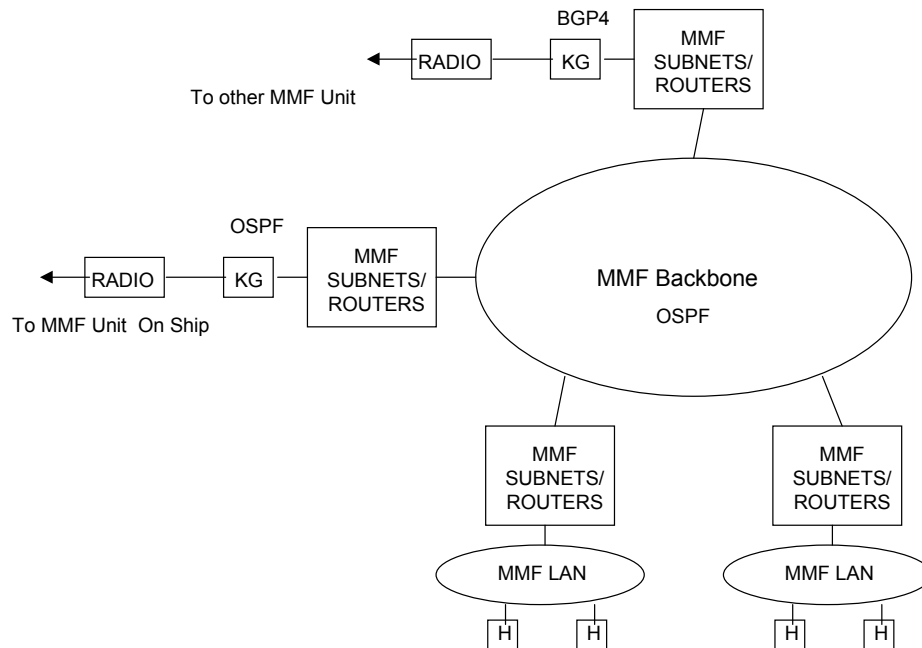 BGP4
MMF
SUBNETS/
ROUTERS
RADIO
KG
To other MMF Unit
OSPF
MMF
SUBNETS/
ROUTERS
RADIO
KG
To MMF Unit On Ship
MMF Backbone
OSPF
MMF
SUBNETS/
ROUTERS
MMF
SUBNETS/
ROUTERS
MMF LAN
MMF LAN
H
H
H
H